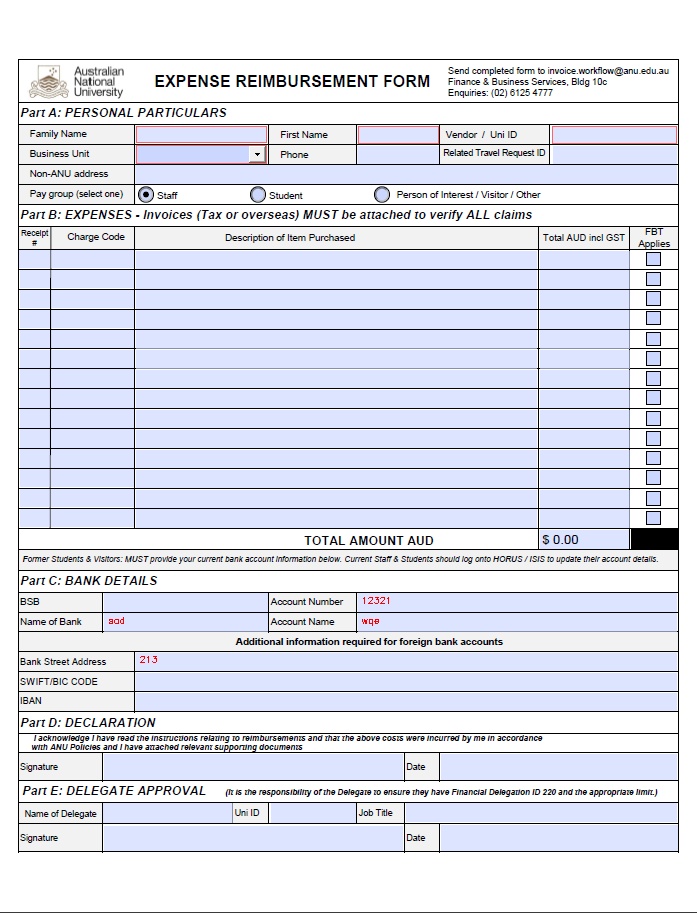 Australian
National
University
EXPENSE REIMBURSEMENT FORM
Send completed form to invoice.workflow@anu.edu.au
Finance & Business Services, Bldg 10c
Enquiries: (02) 6125 4777
Part A: PERSONAL PARTICULARS
Family Name First Name Vendor / Uni ID
Business Unit Phone Related Travel Request ID
Non-ANU address
Pay group (select one) Staff Student Person of Interest / Visitor / Other
Part B: EXPENSES - Invoices (Tax or overseas) MUST be attached to verify ALL claims
Receipt # Charge Code Description of Item Purchased Total AUD incl GST FBT Applies
TOTAL AMOUNT AUD $ 0.00
Former Students & Visitors: MUST provide your current bank account information below. Current Staff & Students should log onto HORUS / ISIS to update their account details.
Part C: BANK DETAILS
BSB Account Number 12321
Name of Bank sad Account Name wqe
Additional information required for foreign bank accounts
Bank Street Address 213
SWIFT/BIC CODE
IBAN
Part D: DECLARATION
I acknowledge I have read the instructions relating to reimbursements and that the above costs were incurred by me in accordance
with ANU Policies and I have attached relevant supporting documents
Signature Date
Part E: DELEGATE APPROVAL (It is the responsibility of the Delegate to ensure they have Financial Delegation ID 220 and the appropriate limit.)
Name of Delegate Uni ID Job Title
Signature Date